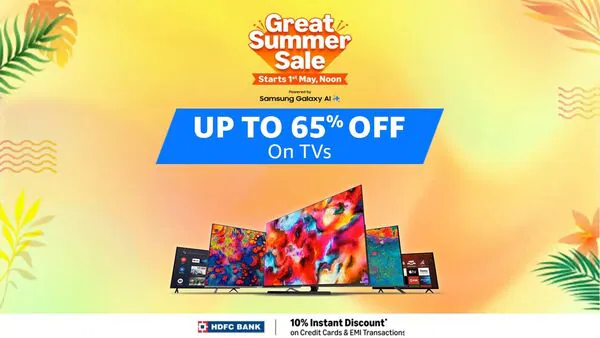 Great
Summer
Sale
Starts 1st May, Noon
Powered by
Samsung Galaxy AI
UP TO 65% OFF
On TVs
HDFC BANK
10% Instant Discount*
on Credit Cards & EMI Transactions